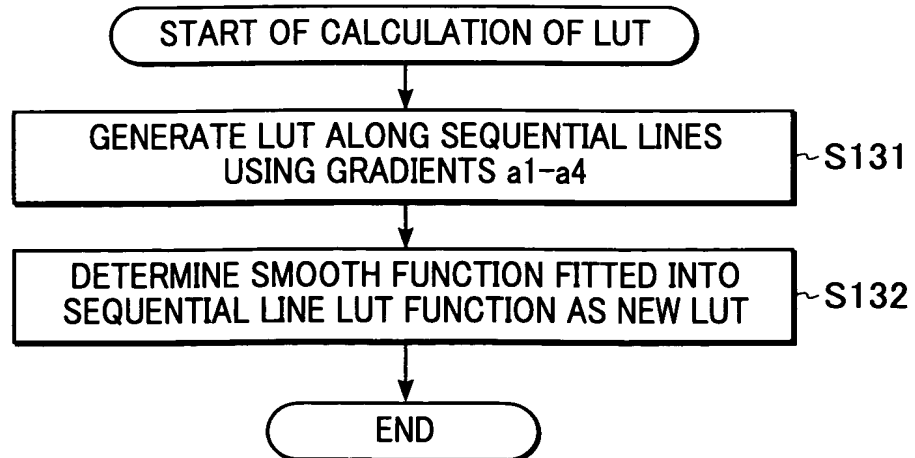 START OF CALCULATION OF LUT
GENERATE LUT ALONG SEQUENTIAL LINES
USING GRADIENTS a1-a4
S131
DETERMINE SMOOTH FUNCTION FITTED INTO
SEQUENTIAL LINE LUT FUNCTION AS NEW LUT
S132
END